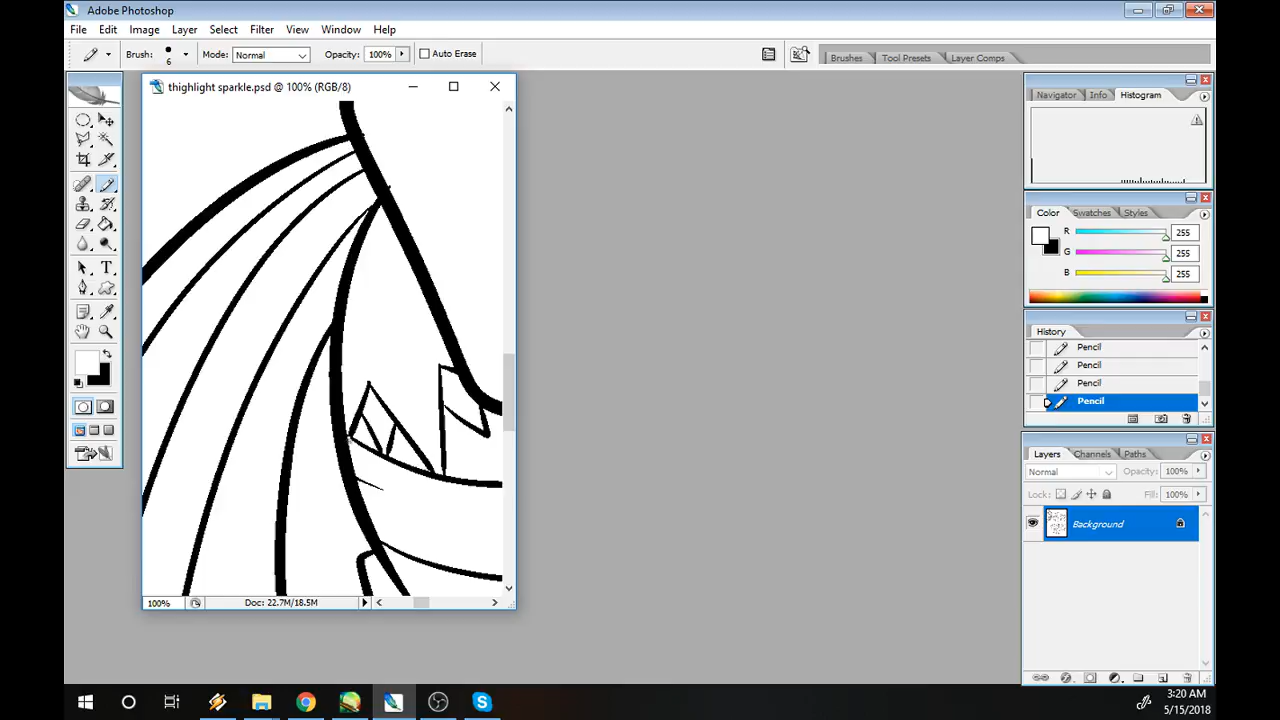 Adobe Photoshop
File Edit Image Layer Select Filter View Window Help
Brush: 6 Mode: Normal Opacity: 100% Auto Erase
Brushes Tool Presets Layer Comps
thighlight sparkle.psd @ 100% (RGB/8)
Navigator Info Histogram
Color Swatches Styles
R 255
G 255
B 255
History
Pencil
Pencil
Pencil
Pencil
Layers Channels Paths
Normal Opacity: 100%
Lock: Fill: 100%
Background
100% Doc: 22.7M/18.5M
3:20 AM
5/15/2018